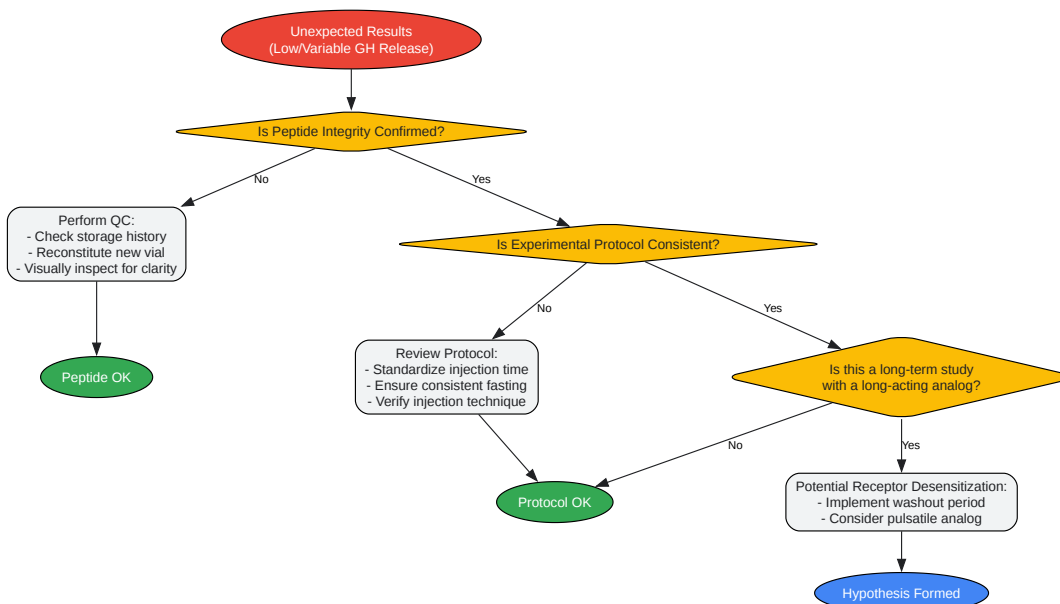 Unexpected Results
(Low/Variable GH Release)
Is Peptide Integrity Confirmed?
No
Yes
Perform QC:
- Check storage history
- Reconstitute new vial
- Visually inspect for clarity
Is Experimental Protocol Consistent?
No
Yes
Peptide OK
Review Protocol:
- Standardize injection time
- Ensure consistent fasting
- Verify injection technique
Is this a long-term study
with a long-acting analog?
No
Yes
Protocol OK
Potential Receptor Desensitization:
- Implement washout period
- Consider pulsatile analog
Hypothesis Formed